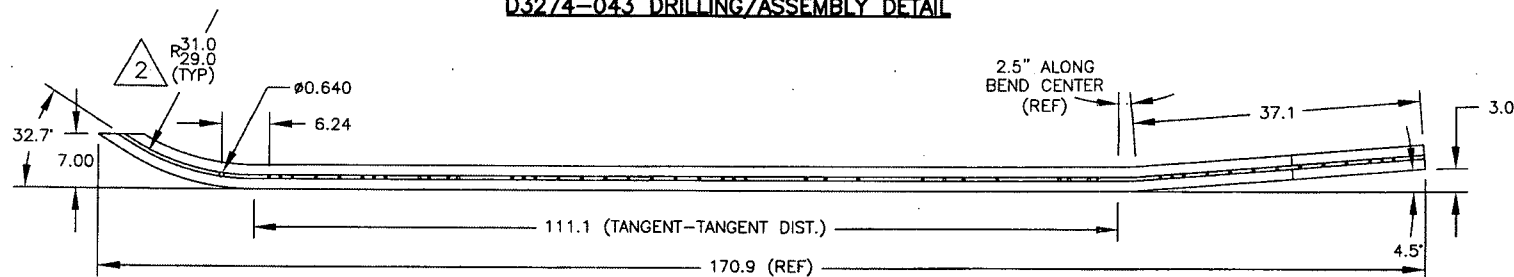 D3274-043 DRILLING/ASSEMBLY DETAIL
2
R31.0
29.0
(TYP)
ø0.640
6.24
32.7°
7.00
2.5" ALONG
BEND CENTER
(REF)
37.1
3.0
111.1 (TANGENT-TANGENT DIST.)
4.5°
170.9 (REF)